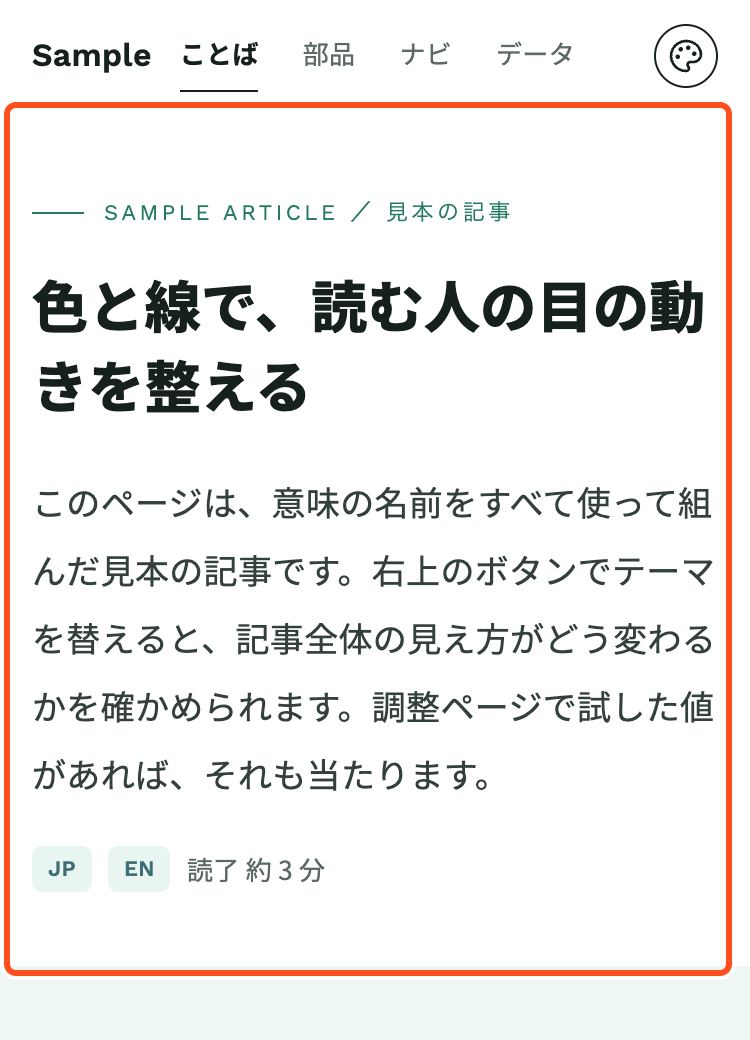 Sample ことば 部品 ナビ データ
SAMPLE ARTICLE ／ 見本の記事
色と線で、読む人の目の動
きを整える
このページは、意味の名前をすべて使って組
んだ見本の記事です。右上のボタンでテーマ
を替えると、記事全体の見え方がどう変わる
かを確かめられます。調整ページで試した値
があれば、それも当たります。
JP EN 読了 約 3 分